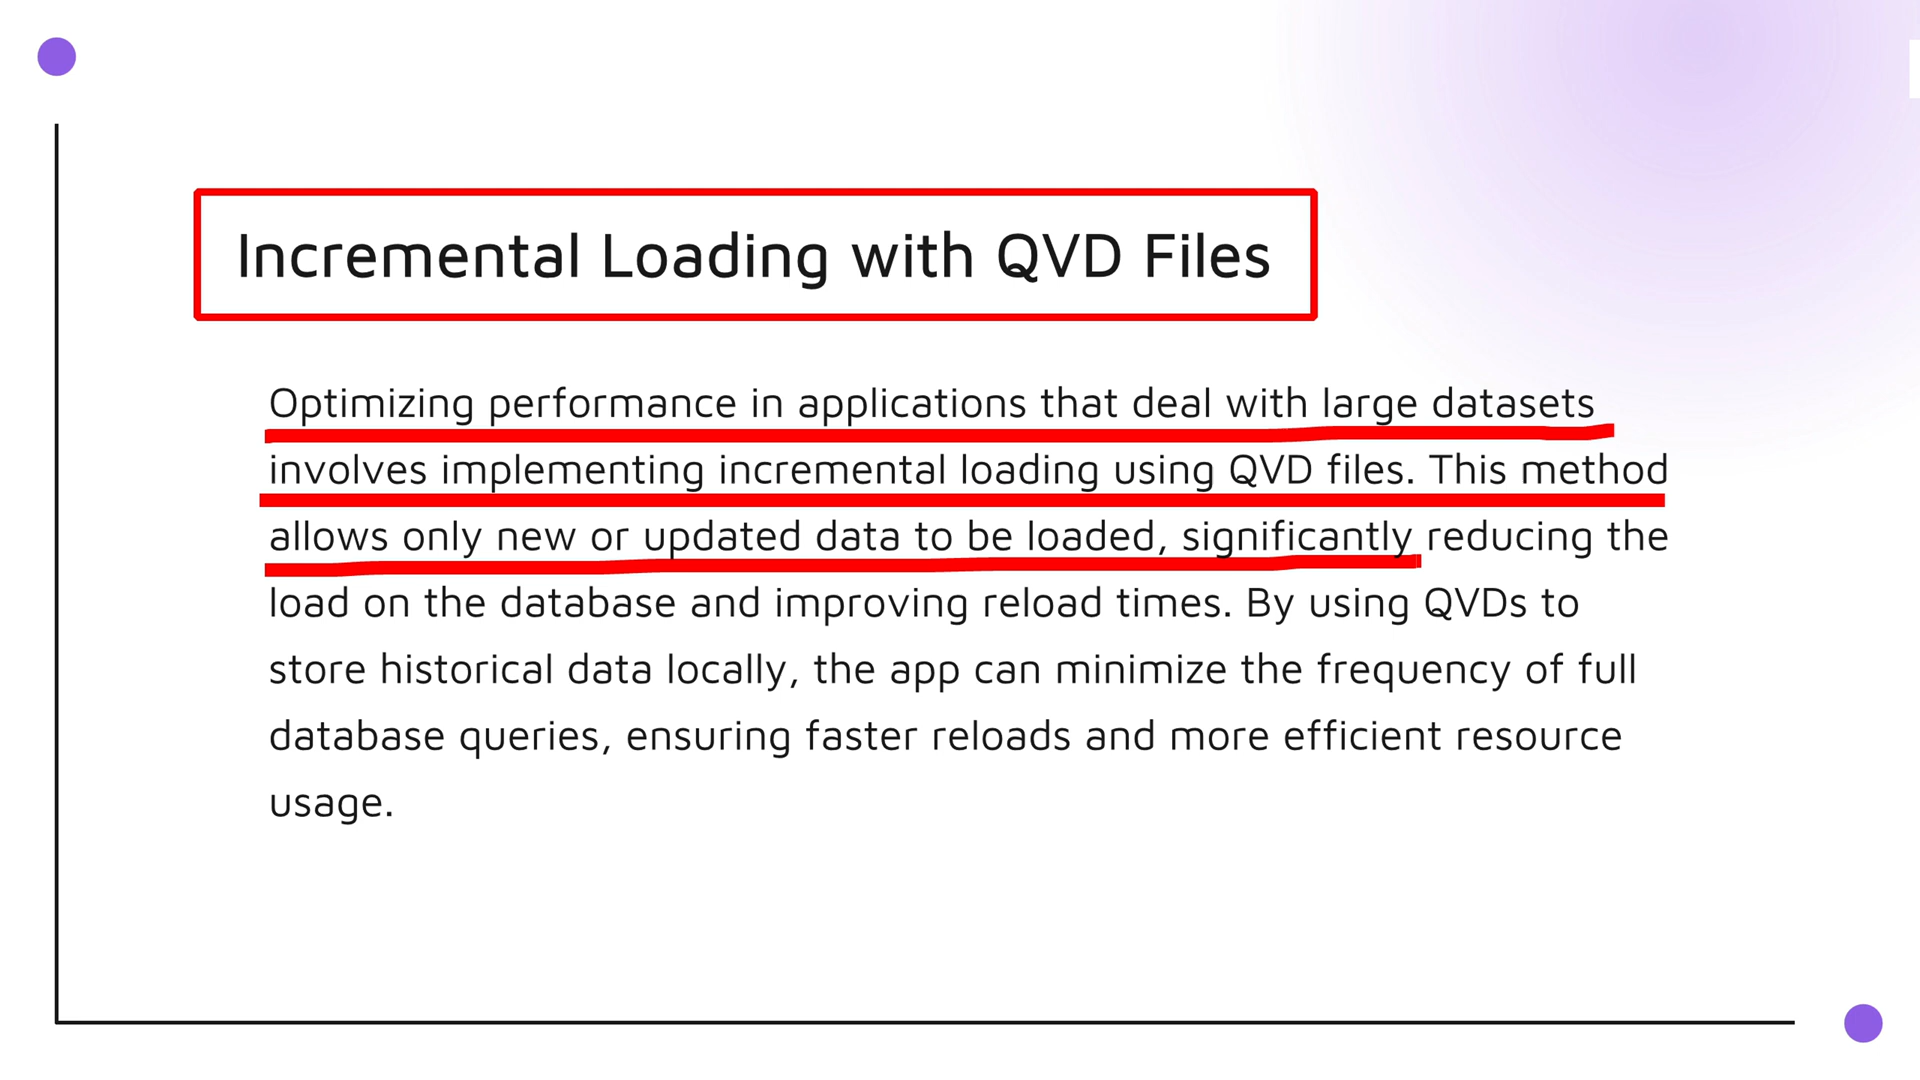 Incremental Loading with QVD Files
Optimizing performance in applications that deal with large datasets
involves implementing incremental loading using QVD files. This method
allows only new or updated data to be loaded, significantly reducing the
load on the database and improving reload times. By using QVDs to
store historical data locally, the app can minimize the frequency of full
database queries, ensuring faster reloads and more efficient resource
usage.